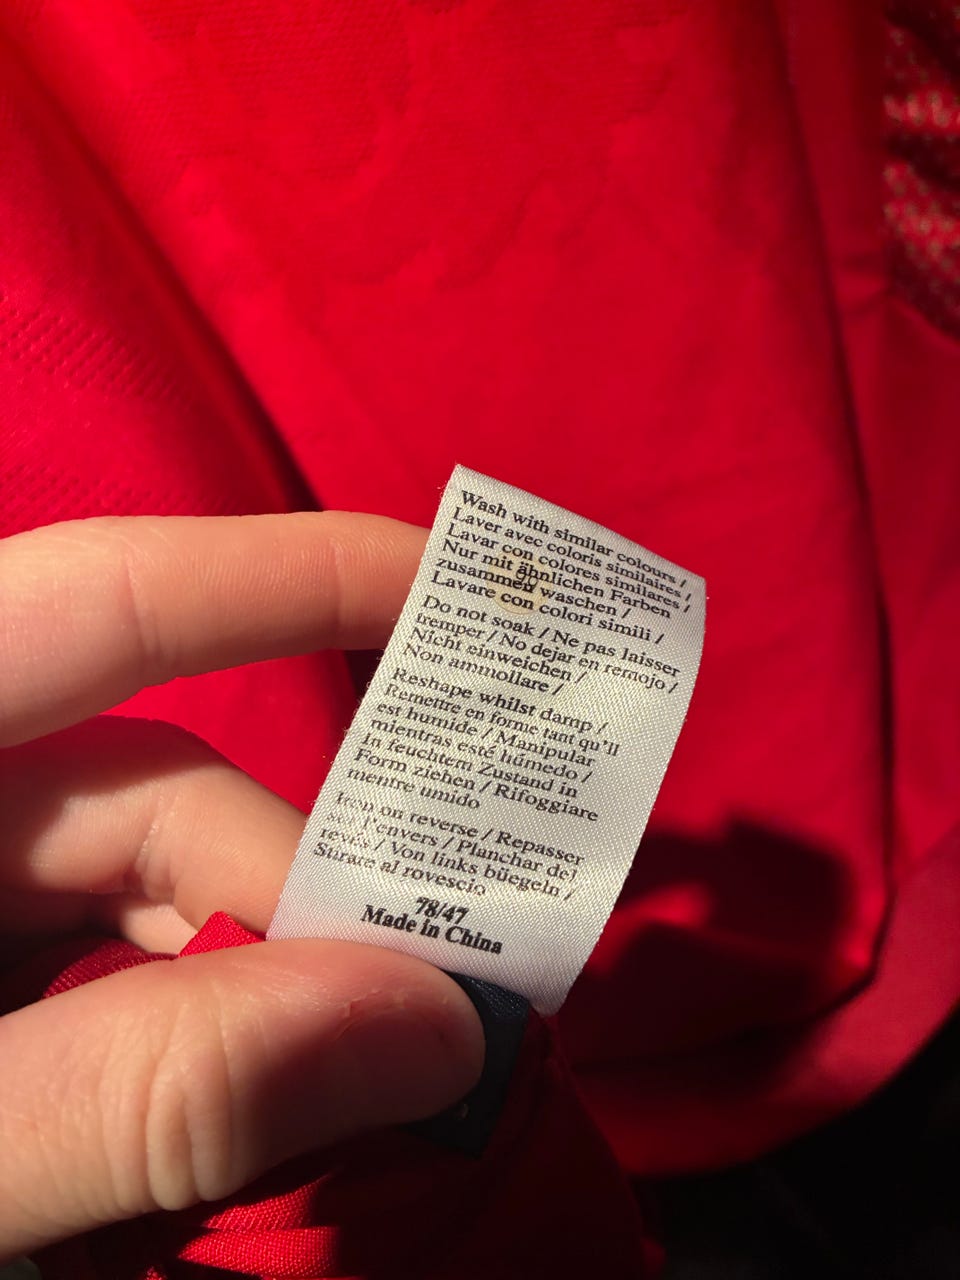 Wash with similar colours /
Laver avec coloris similaires /
Lavar con colores similares /
Nur mit ähnlichen Farben
zusammen waschen /
Lavare con colori simili /
Do not soak / Ne pas laisser
tremper / No dejar en remojo /
Nicht einweichen /
Non ammollare /
Reshape whilst damp /
Remettre en forme tant qu'Il
est humide / Manipular
mientras esté húmedo /
In feuchtem Zustand in
Form ziehen / Rifoggiare
mentre umido
Iron on reverse / Repasser
sur l'envers / Planchar del
revés / Von links büegeln /
Stirare al rovescio
78/47
Made in China